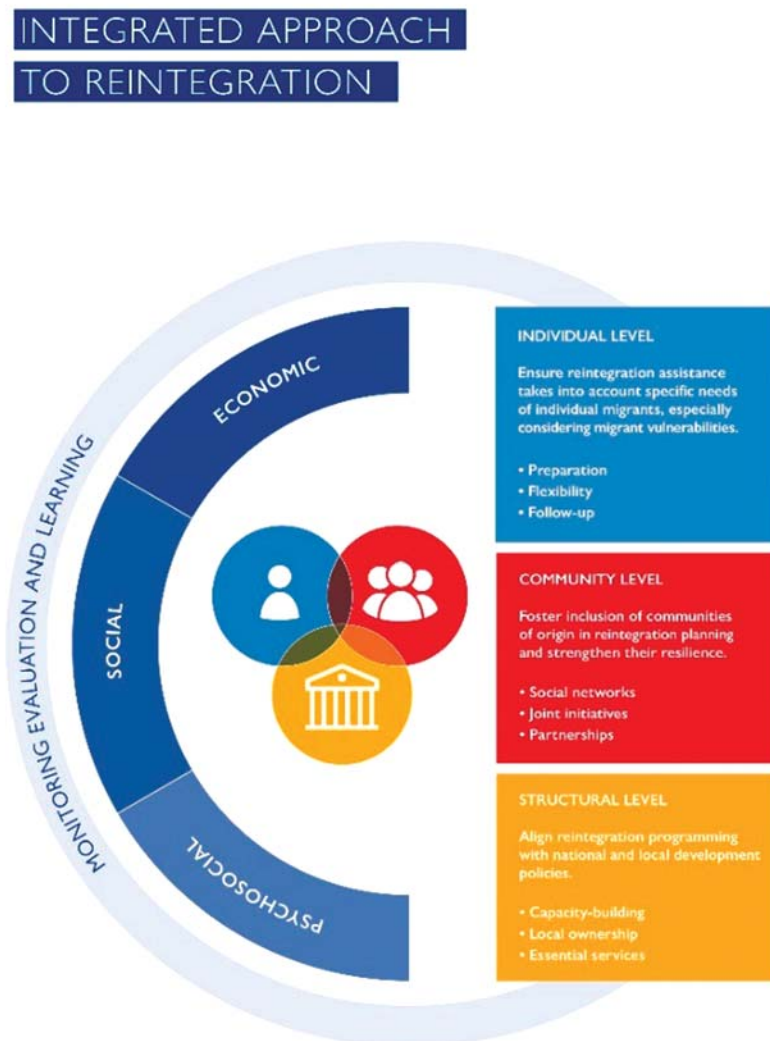 INTEGRATED APPROACH
TO REINTEGRATION
MONITORING EVALUATION AND LEARNING
ECONOMIC
SOCIAL
PSYCHOSOCIAL
INDIVIDUAL LEVEL
Ensure reintegration assistance
takes into account specific needs
of individual migrants, especially
considering migrant vulnerabilities.
• Preparation
• Flexibility
• Follow-up
COMMUNITY LEVEL
Foster inclusion of communities
of origin in reintegration planning
and strengthen their resilience.
• Social networks
• Joint initiatives
• Partnerships
STRUCTURAL LEVEL
Align reintegration programming
with national and local development
policies.
• Capacity-building
• Local ownership
• Essential services